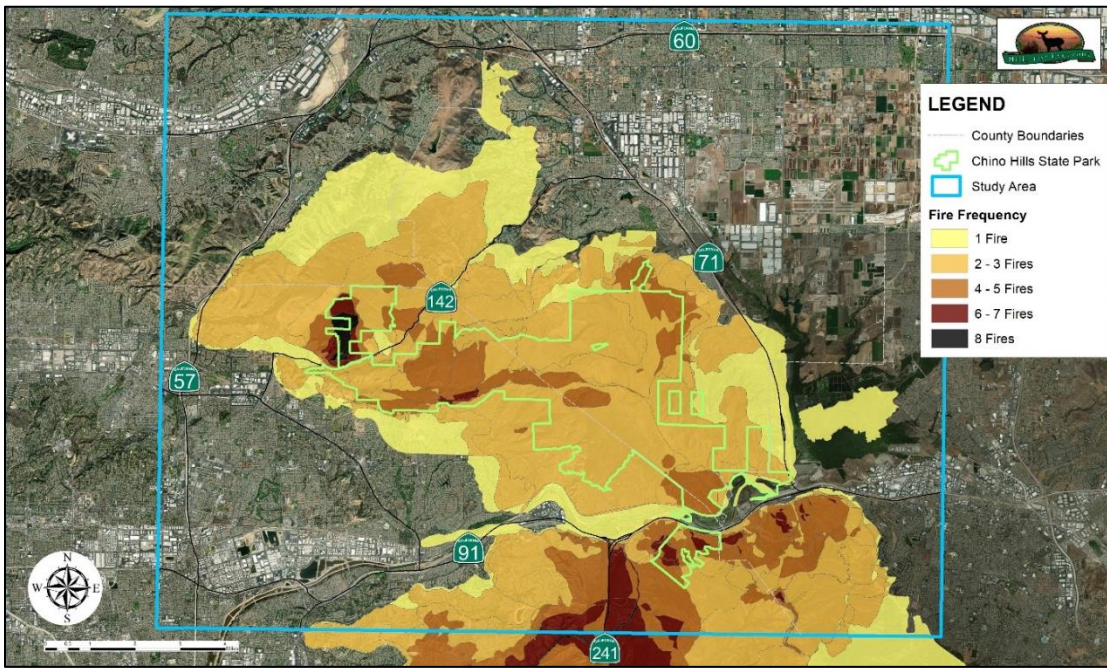 60
LEGEND
County Boundaries
Chino Hills State Park
Study Area
Fire Frequency
1 Fire
2 - 3 Fires
4 - 5 Fires
6 - 7 Fires
8 Fires
71
142
57
N
W
E
S
91
241